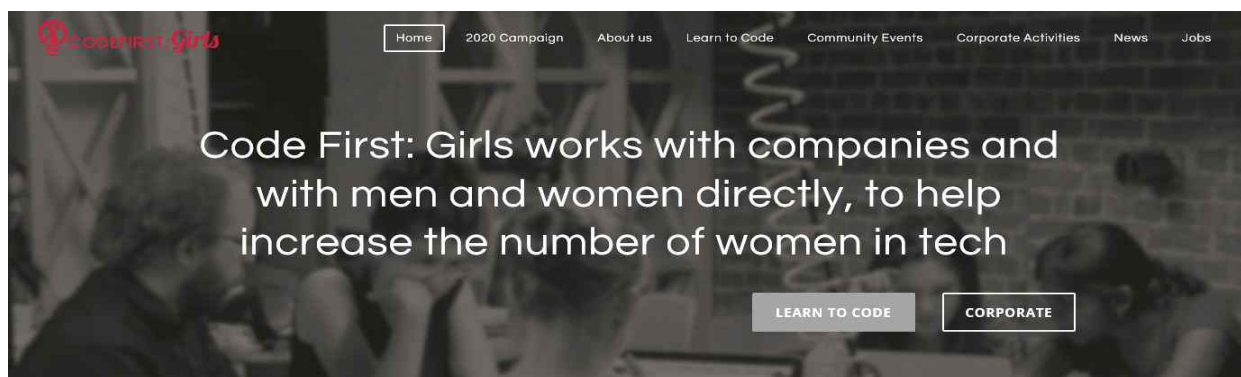 CODEFIRST: Girls
Home 2020 Campaign About us Learn to Code Community Events Corporate Activities News Jobs
Code First: Girls works with companies and
with men and women directly, to help
increase the number of women in tech
LEARN TO CODE CORPORATE